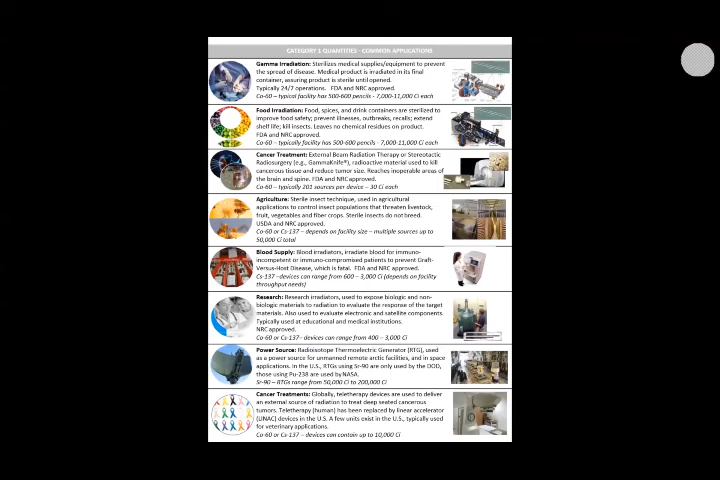 CATEGORY 1 QUANTITIES - COMMON APPLICATIONS
Gamma Irradiation: Sterilizes medical supplies/equipment to prevent
the spread of disease. Medical product is irradiated in its final
container, assuring product is sterile until opened.
Typically 24/7 operations. FDA and NRC approved.
Co-60 – typical facility has 500-600 pencils - 7,000-11,000 Ci each
Food Irradiation: Food, spices, and drink containers are sterilized to
improve food safety; prevent illnesses, outbreaks, recalls; extend
shelf life; kill insects. Leaves no chemical residues on product.
FDA and NRC approved.
Co-60 – typically facility has 500-600 pencils - 7,000-11,000 Ci each
Cancer Treatment: External Beam Radiation Therapy or Stereotactic
Radiosurgery (e.g., GammaKnife®), radioactive material used to kill
cancerous tissue and reduce tumor size. Reaches inoperable areas of
the brain and spine. FDA and NRC approved.
Co-60 – typically 201 sources per device – 30 Ci each
Agriculture: Sterile insect technique, used in agricultural
applications to control insect populations that threaten livestock,
fruit, vegetables and fiber crops. Sterile insects do not breed.
USDA and NRC approved.
Co-60 or Cs-137 – depends on facility size – multiple sources up to
50,000 Ci total
Blood Supply: Blood irradiators, irradiate blood for immuno-
incompetent or immuno-compromised patients to prevent Graft-
Versus-Host Disease, which is fatal. FDA and NRC approved.
Cs-137 –devices can range from 600 – 3,000 Ci (depends on facility
throughput needs)
Research: Research irradiators, used to expose biologic and non-
biologic materials to radiation to evaluate the response of the target
materials. Also used to evaluate electronic and satellite components.
Typically used at educational and medical institutions.
NRC approved.
Co-60 or Cs-137– devices can range from 400 – 3,000 Ci
Power Source: Radioisotope Thermoelectric Generator (RTG), used
as a power source for unmanned remote arctic facilities, and in space
applications. In the U.S., RTGs using Sr-90 are only used by the DOD,
those using Pu-238 are used by NASA.
Sr-90 – RTGs range from 50,000 Ci to 200,000 Ci
Cancer Treatments: Globally, teletherapy devices are used to deliver
an external source of radiation to treat deep seated cancerous
tumors. Teletherapy (human) has been replaced by linear accelerator
(LINAC) devices in the U.S. A few units exist in the U.S., typically used
for veterinary applications.
Co-60 or Cs-137 – devices can contain up to 10,000 Ci